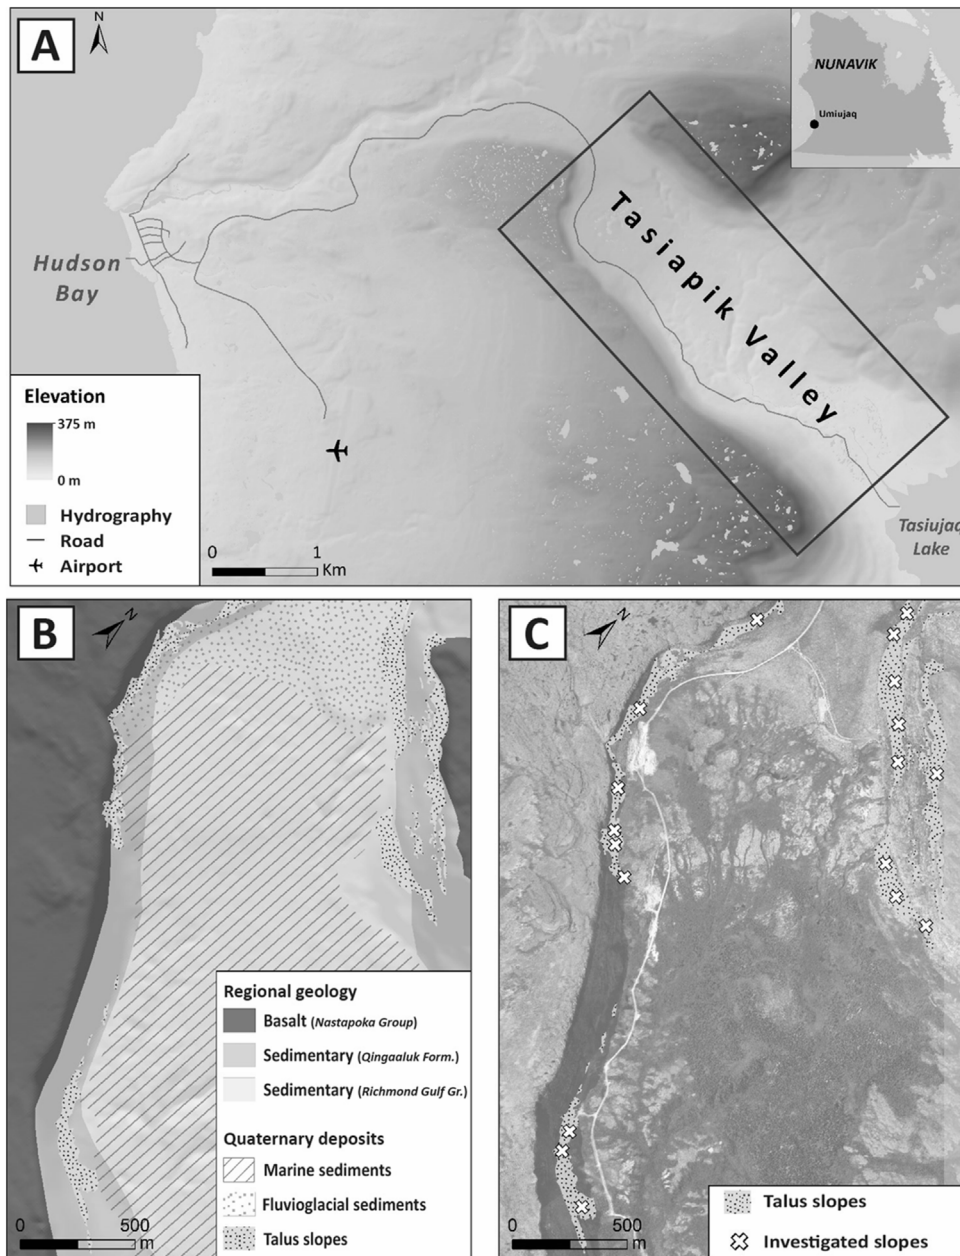 A
N
NUNAVIK
Umiujaq
Tasiapik Valley
Hudson
Bay
Elevation
375 m
0 m
Hydrography
Road
Airport
0 1
Km
Tasiujaq
Lake
B
N
Regional geology
Basalt (Nastapoka Group)
Sedimentary (Qingaaluk Form.)
Sedimentary (Richmond Gulf Gr.)
Quaternary deposits
Marine sediments
Fluvioglacial sediments
Talus slopes
0 500
m
C
N
Talus slopes
Investigated slopes
0 500
m